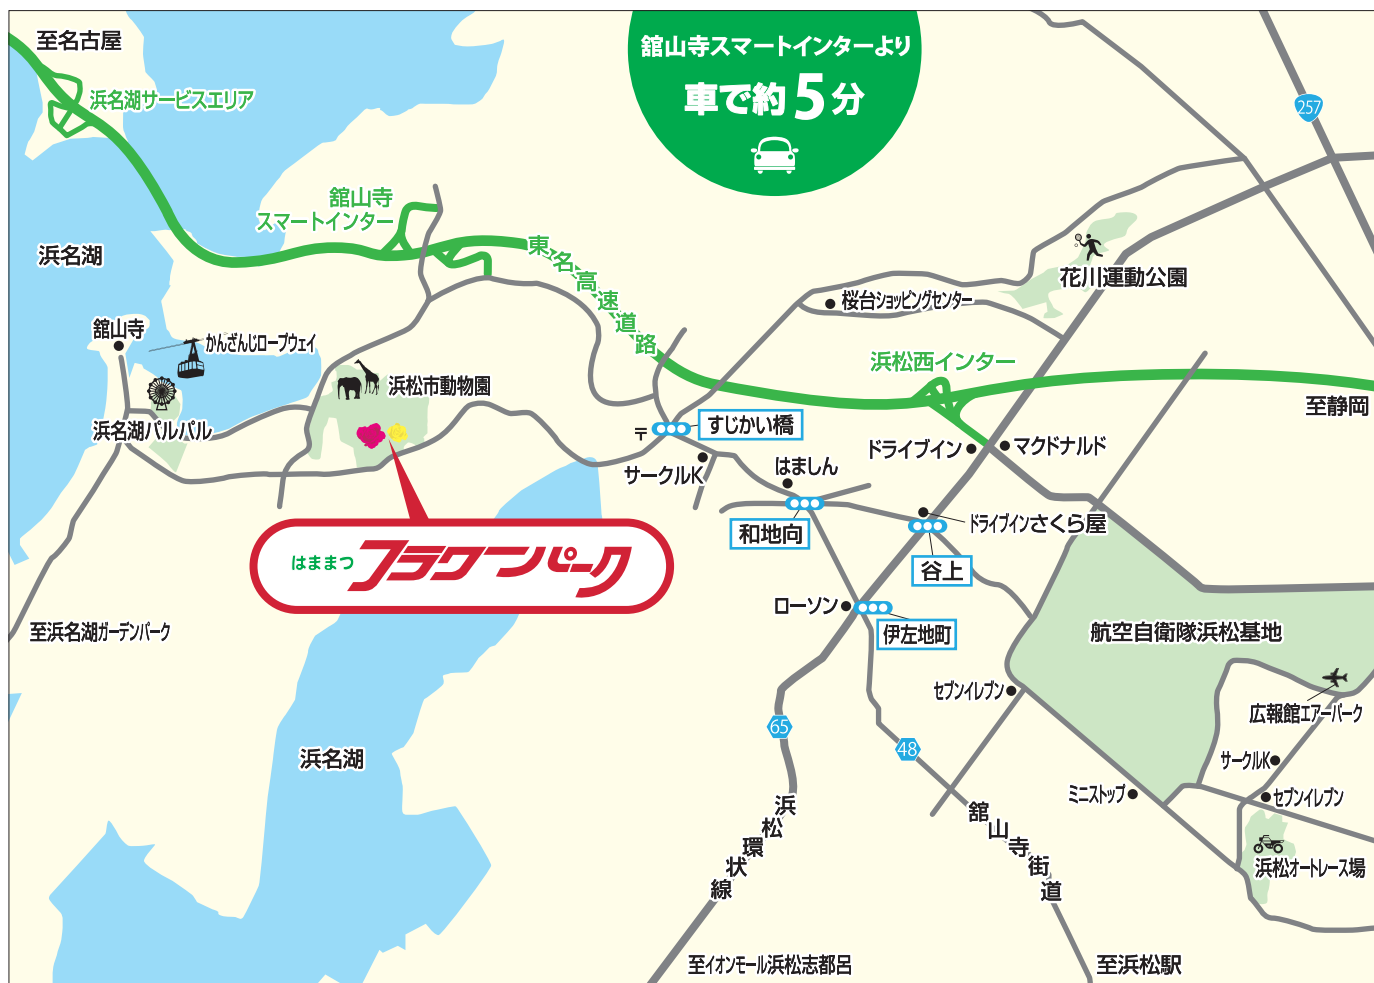 至名古屋
浜名湖サービスエリア
舘山寺スマートインターより
車で約5分
257
舘山寺
スマートインター
東名高速道路
浜名湖
花川運動公園
桜台ショッピングセンター
舘山寺
かんざんじロープウェイ
浜松市動物園
浜松西インター
至静岡
浜名湖パルパル
〒
すじかい橋
サークルK
はましん
ドライブイン
マクドナルド
和地向
ドライブインさくら屋
谷上
はままつ
フラワーパーク
ローソン
伊左地町
至浜名湖ガーデンパーク
航空自衛隊浜松基地
セブンイレブン
広報館エアーパーク
65
48
浜名湖
サークルK
セブンイレブン
ミニストップ
浜松環状線
舘山寺街道
浜松オートレース場
至イオンモール浜松志都呂
至浜松駅